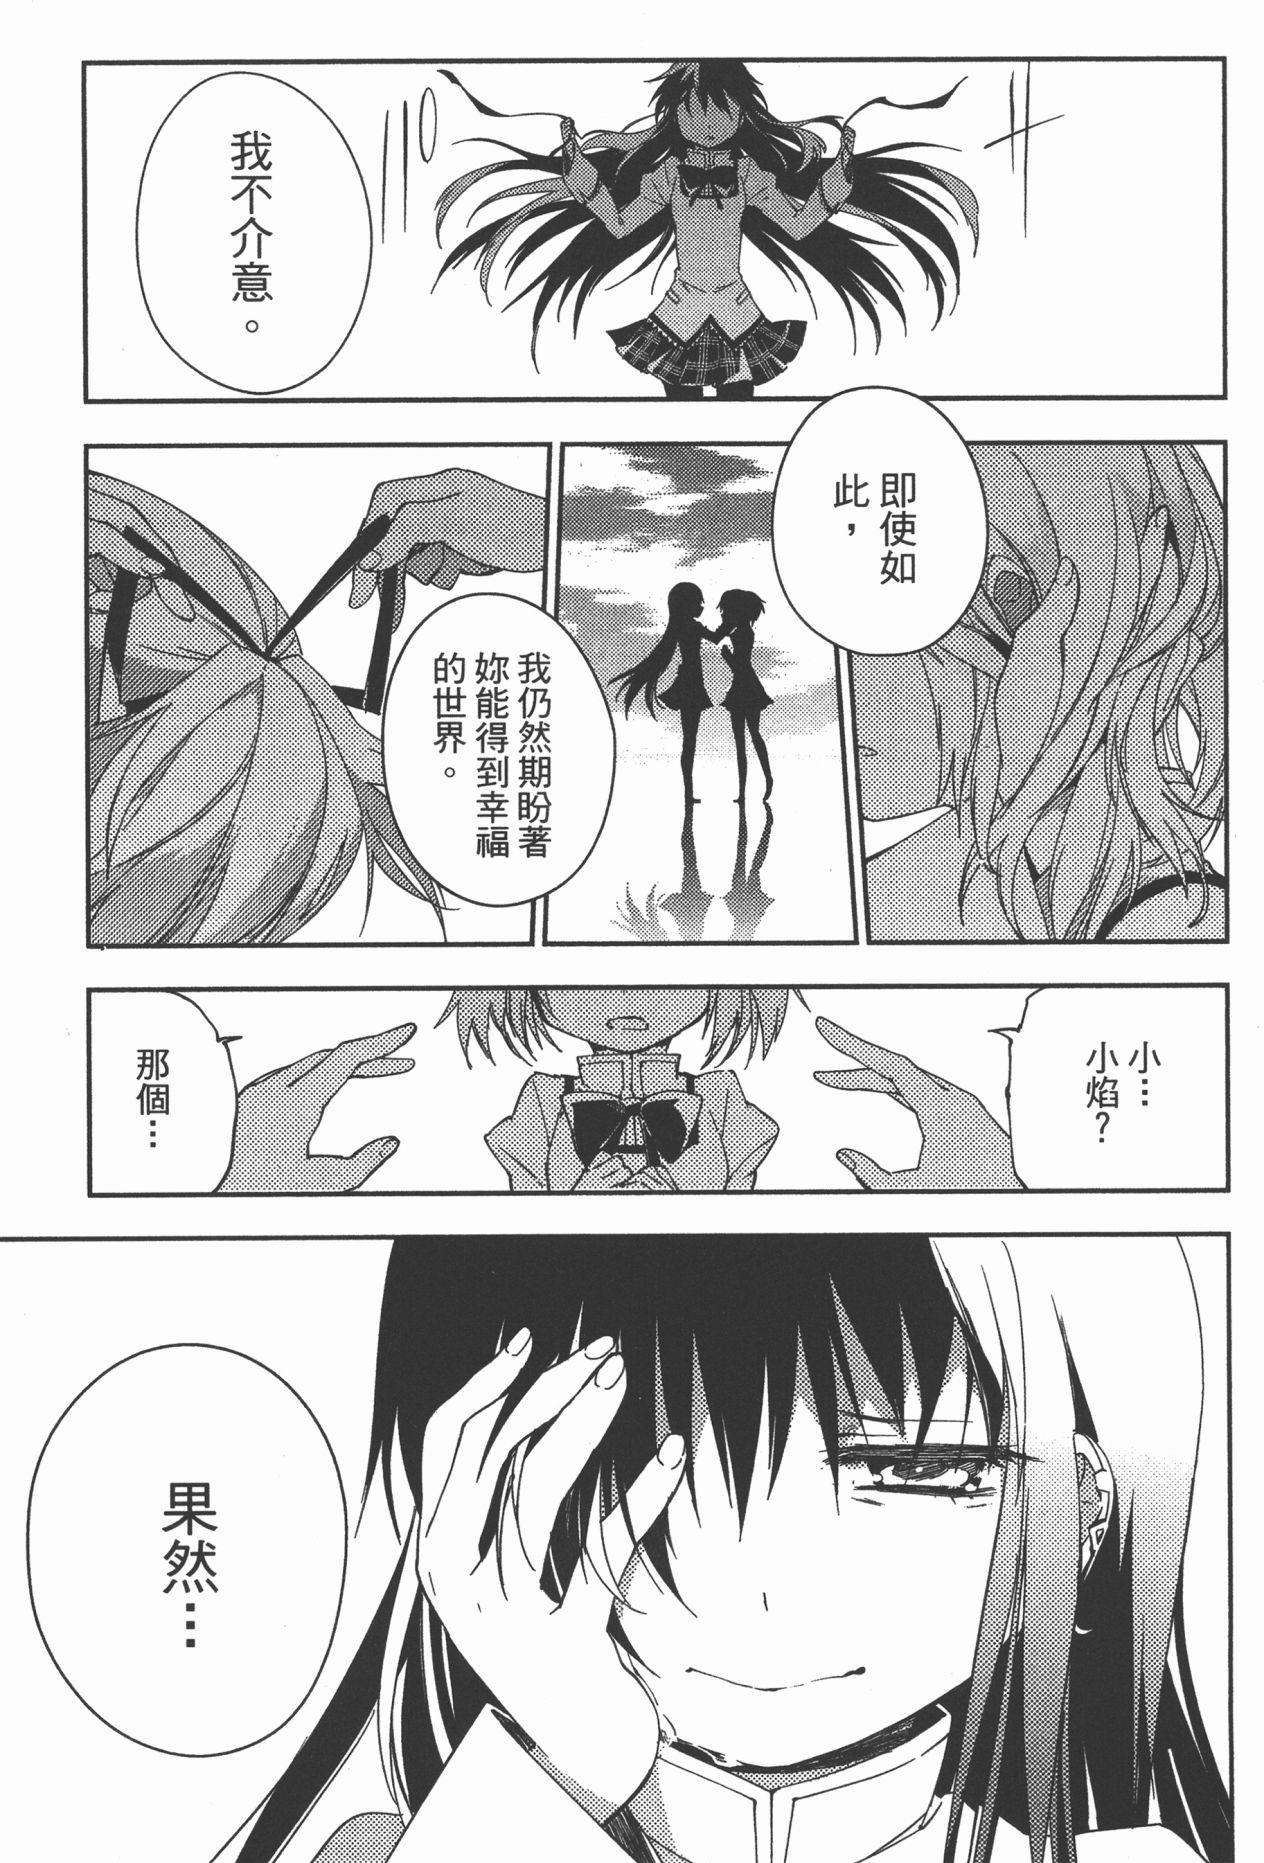 我不介意。
即使如
此，
我仍然期盼著
妳能得到幸福
的世界。
小…
小焰？
那個…
果然…